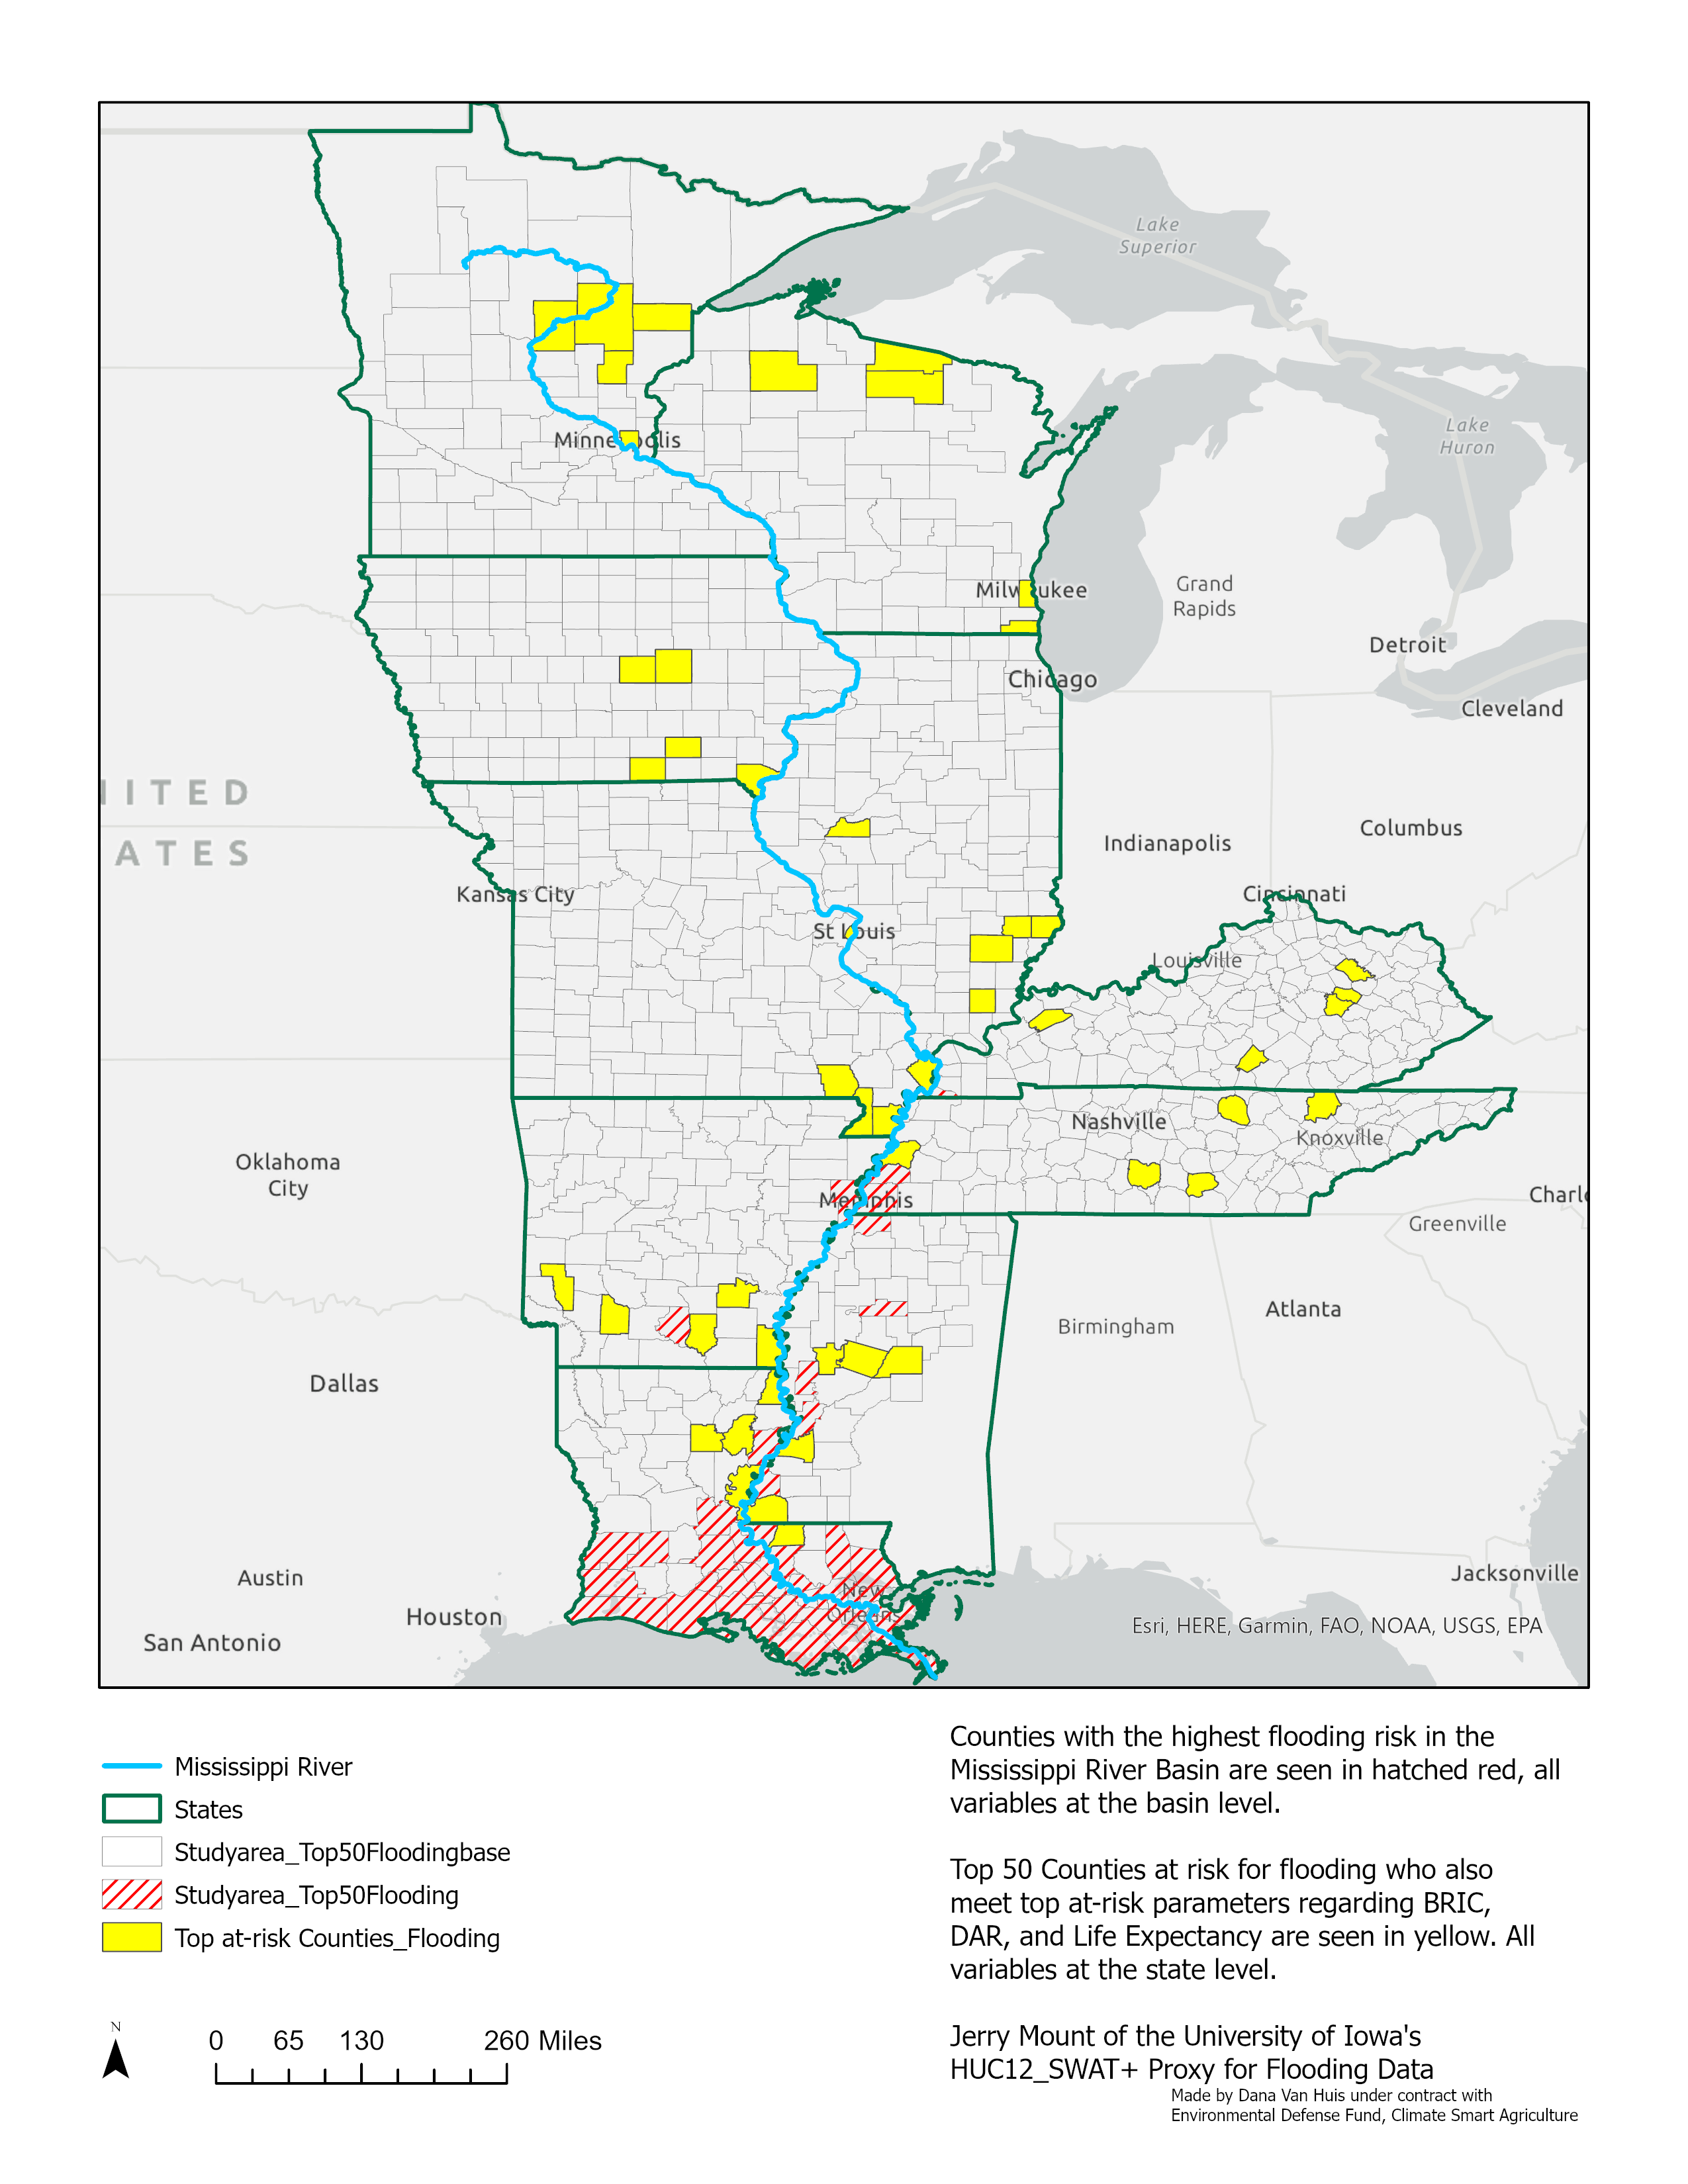 Lake
Superior
Lake
Huron
Minneapolis
Milwaukee
Grand
Rapids
Detroit
Chicago
Cleveland
NITED
ATES
Indianapolis
Columbus
Kansas City
Cincinnati
St Louis
Louisville
Nashville
Knoxville
Oklahoma
City
Memphis
Charlo
Greenville
Atlanta
Birmingham
Dallas
Austin
Jacksonville
New
Orleans
Houston
San Antonio
Esri, HERE, Garmin, FAO, NOAA, USGS, EPA
Mississippi River
States
Studyarea_Top50Floodingbase
Studyarea_Top50Flooding
Top at-risk Counties_Flooding
N
0 65 130 260 Miles
Counties with the highest flooding risk in the
Mississippi River Basin are seen in hatched red, all
variables at the basin level.
Top 50 Counties at risk for flooding who also
meet top at-risk parameters regarding BRIC,
DAR, and Life Expectancy are seen in yellow. All
variables at the state level.
Jerry Mount of the University of Iowa's
HUC12_SWAT+ Proxy for Flooding Data
Made by Dana Van Huis under contract with
Environmental Defense Fund, Climate Smart Agriculture